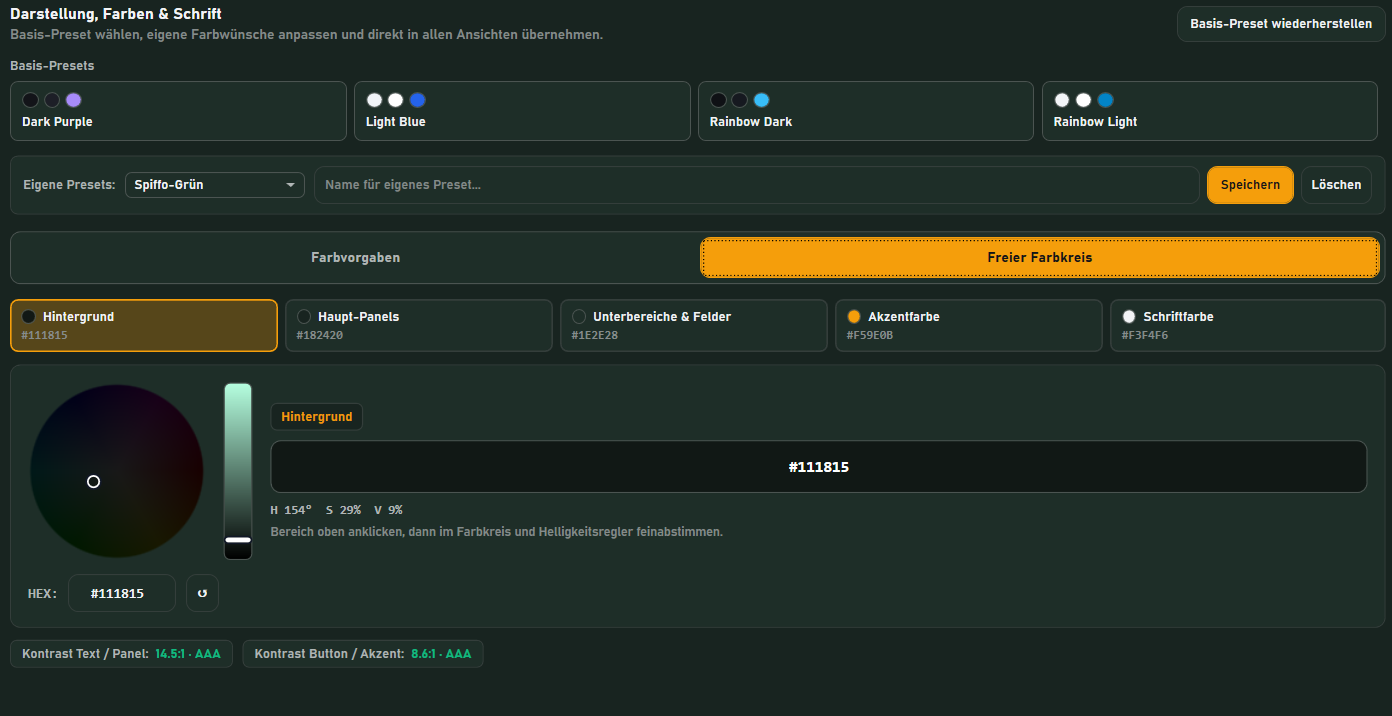 Darstellung, Farben & Schrift
Basis-Preset wählen, eigene Farbwünsche anpassen und direkt in allen Ansichten übernehmen.
Basis-Preset wiederherstellen
Basis-Presets
Dark Purple
Light Blue
Rainbow Dark
Rainbow Light
Eigene Presets:
Spiffo-Grün
Name für eigenes Preset...
Speichern
Löschen
Farbvorgaben
Freier Farbkreis
Hintergrund
#111815
Haupt-Panels
#182420
Unterbereiche & Felder
#1E2E28
Akzentfarbe
#F59E0B
Schriftfarbe
#F3F4F6
Hintergrund
#111815
H 154° S 29% V 9%
Bereich oben anklicken, dann im Farbkreis und Helligkeitsregler feinabstimmen.
HEX:
#111815
↺
Kontrast Text / Panel: 14.5:1 · AAA
Kontrast Button / Akzent: 8.6:1 · AAA